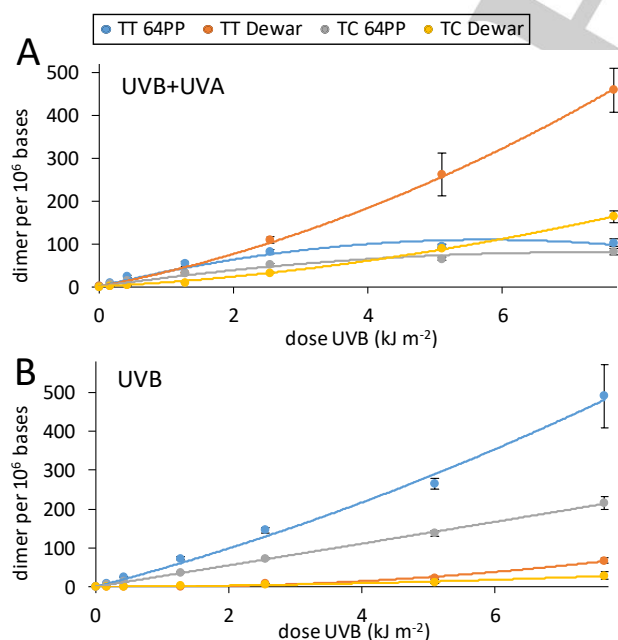 TT 64PP TT Dewar TC 64PP TC Dewar
A
UVB+UVA
500
400
300
200
100
0
dimer per 10⁶ bases
0 2 4 6
dose UVB (kJ m⁻²)
B
UVB
500
400
300
200
100
0
dimer per 10⁶ bases
0 2 4 6
dose UVB (kJ m⁻²)